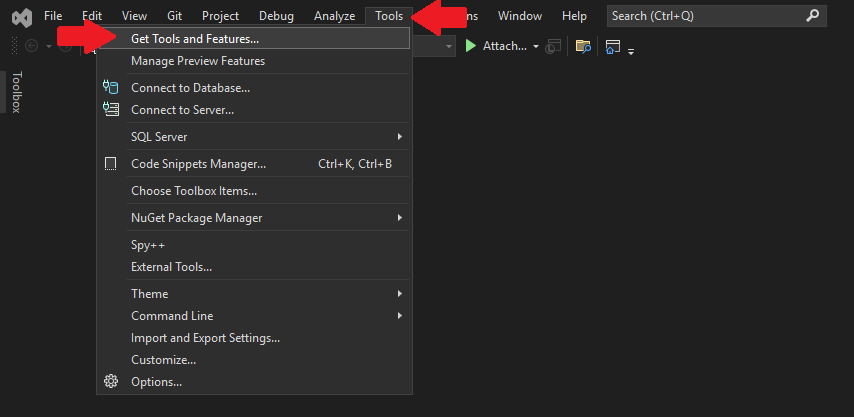 File Edit View Git Project Debug Analyze Tools ns Window Help Search (Ctrl+Q)
Get Tools and Features...
Attach...
Manage Preview Features
Toolbox
Connect to Database...
Connect to Server...
SQL Server
Code Snippets Manager... Ctrl+K, Ctrl+B
Choose Toolbox Items...
NuGet Package Manager
Spy++
External Tools...
Theme
Command Line
Import and Export Settings...
Customize...
Options...